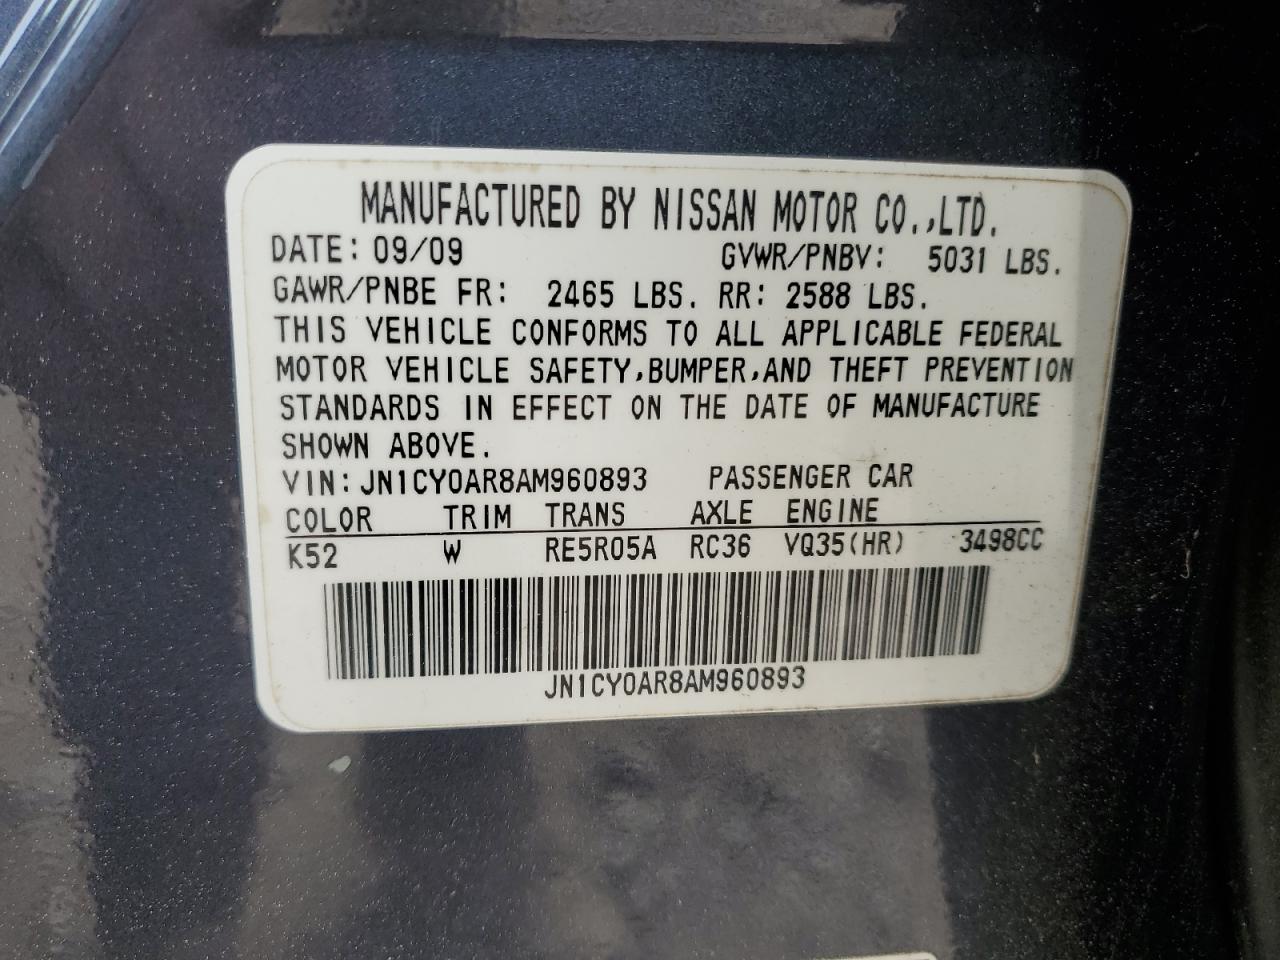 MANUFACTURED BY NISSAN MOTOR CO.,LTD.
DATE: 09/09 GVWR/PNBV: 5031 LBS.
GAWR/PNBE FR: 2465 LBS. RR: 2588 LBS.
THIS VEHICLE CONFORMS TO ALL APPLICABLE FEDERAL
MOTOR VEHICLE SAFETY,BUMPER,AND THEFT PREVENTION
STANDARDS IN EFFECT ON THE DATE OF MANUFACTURE
SHOWN ABOVE.
VIN:JN1CY0AR8AM960893 PASSENGER CAR
COLOR TRIM TRANS AXLE ENGINE
K52 W RE5R05A RC36 VQ35(HR) 3498CC
JN1CY0AR8AM960893